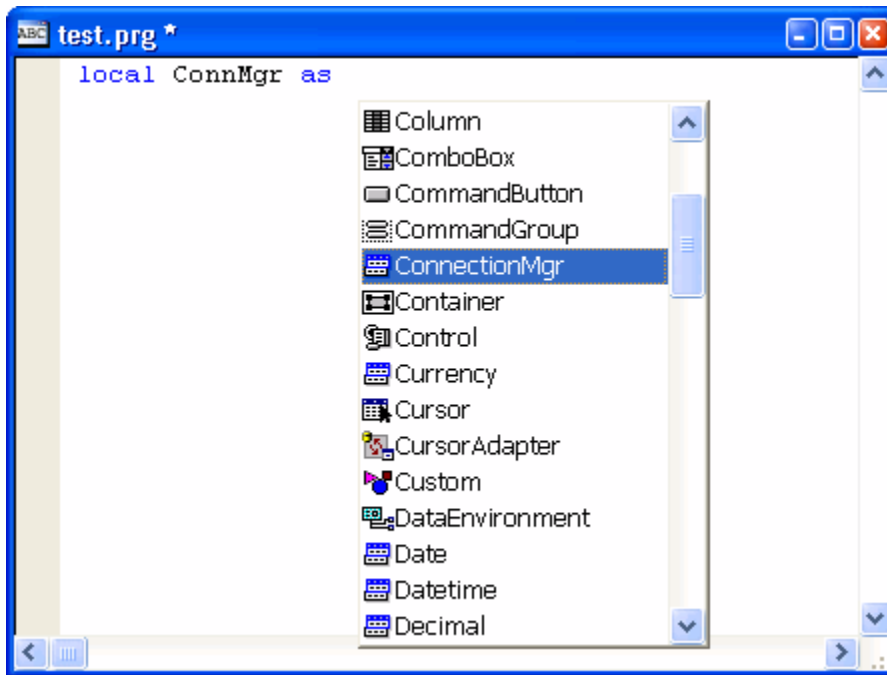 ABC test.prg *
local ConnMgr as
Column
ComboBox
CommandButton
CommandGroup
ConnectionMgr
Container
Control
Currency
Cursor
CursorAdapter
Custom
DataEnvironment
Date
Datetime
Decimal